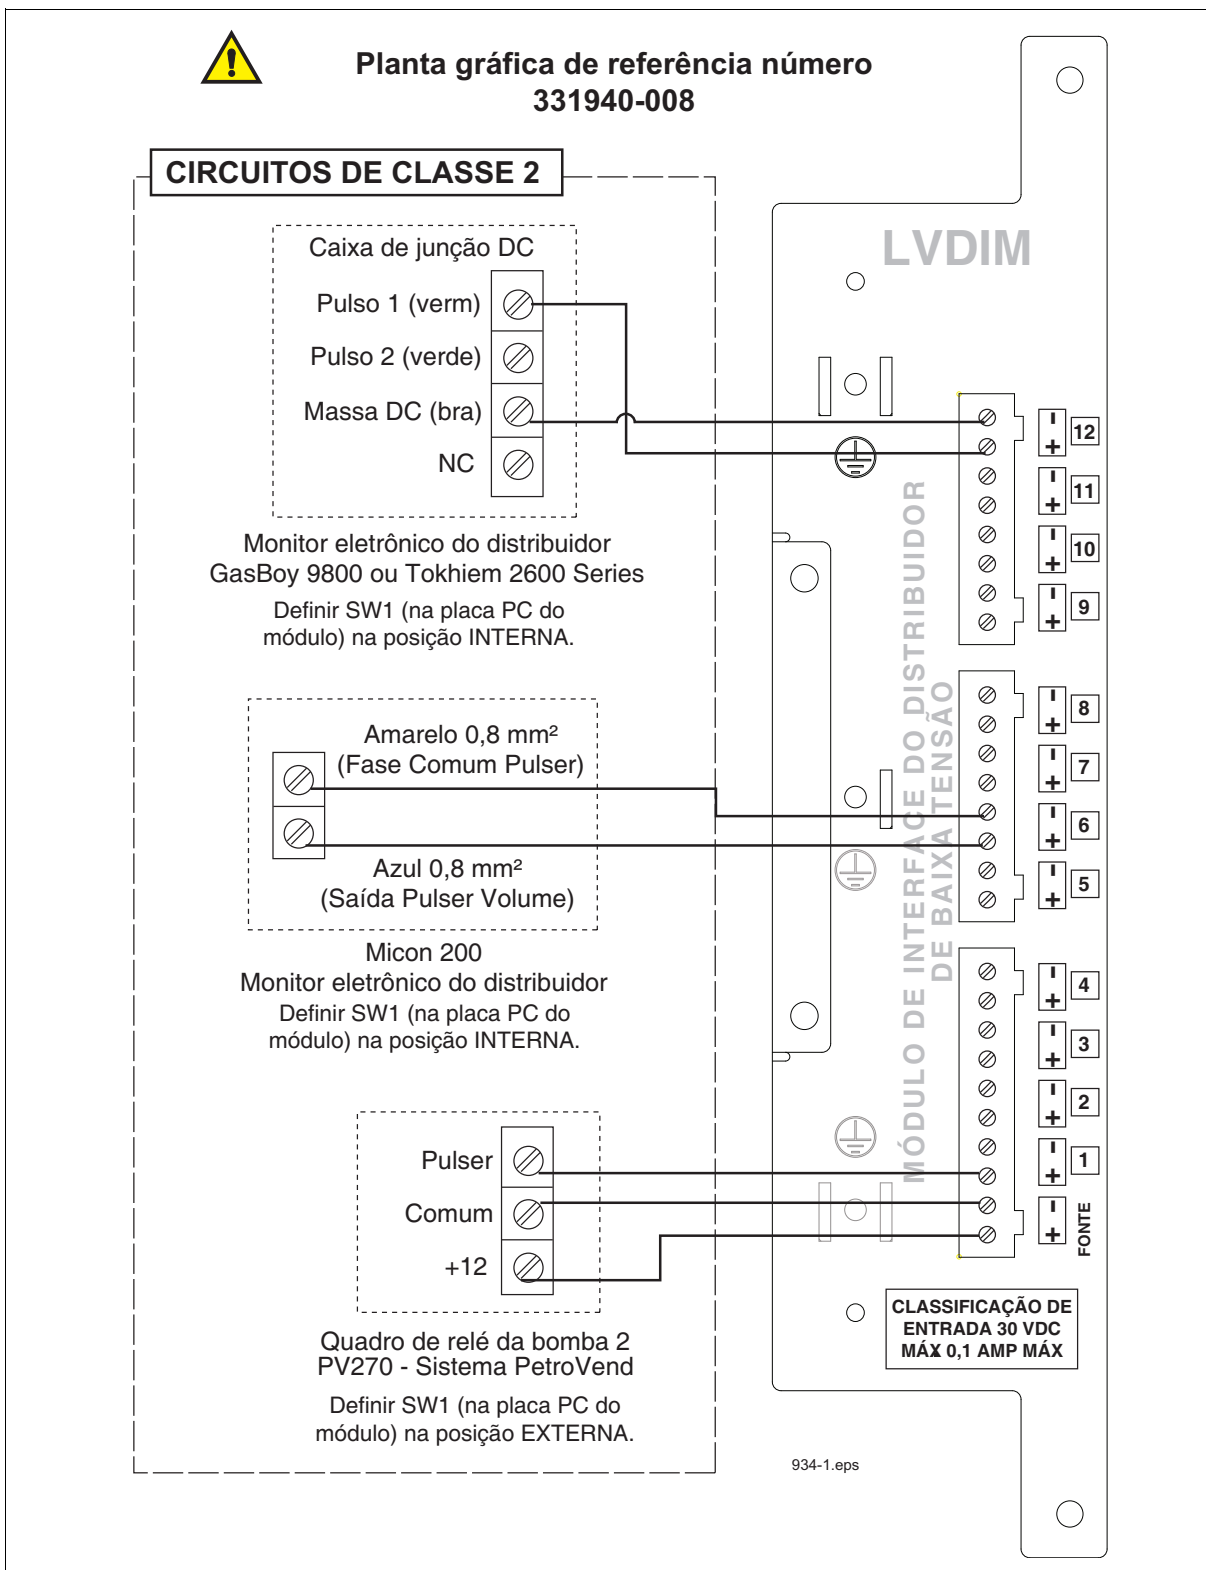 Planta gráfica de referência número
331940-008
CIRCUITOS DE CLASSE 2
Caixa de junção DC
Pulso 1 (verm)
Pulso 2 (verde)
Massa DC (bra)
NC
Monitor eletrônico do distribuidor
GasBoy 9800 ou Tokhiem 2600 Series
Definir SW1 (na placa PC do
módulo) na posição INTERNA.
Amarelo 0,8 mm²
(Fase Comum Pulser)
Azul 0,8 mm²
(Saída Pulser Volume)
Micon 200
Monitor eletrônico do distribuidor
Definir SW1 (na placa PC do
módulo) na posição INTERNA.
Pulser
Comum
+12
Quadro de relé da bomba 2
PV270 - Sistema PetroVend
Definir SW1 (na placa PC do
módulo) na posição EXTERNA.
LVDIM
MÓDULO DE INTERFACE DO DISTRIBUIDOR
DE BAIXA TENSÃO
- + 12
- + 11
- + 10
- + 9
- + 8
- + 7
- + 6
- + 5
- + 4
- + 3
- + 2
- + 1
- + FONTE
CLASSIFICAÇÃO DE
ENTRADA 30 VDC
MÁX 0,1 AMP MÁX
934-1.eps